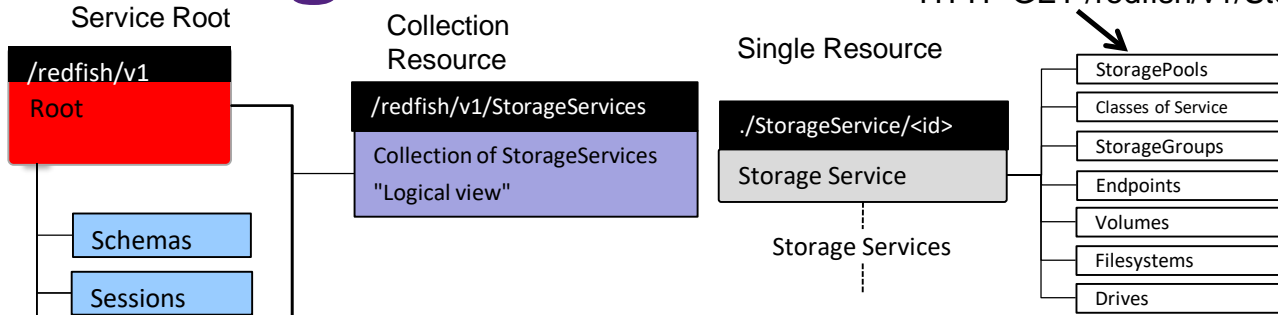 Service Root
/redfish/v1
Root
Schemas
Sessions
Collection
Resource
/redfish/v1/StorageServices
Collection of StorageServices
"Logical view"
Single Resource
./StorageService/<id>
Storage Service
Storage Services
StoragePools
Classes of Service
StorageGroups
Endpoints
Volumes
Filesystems
Drives